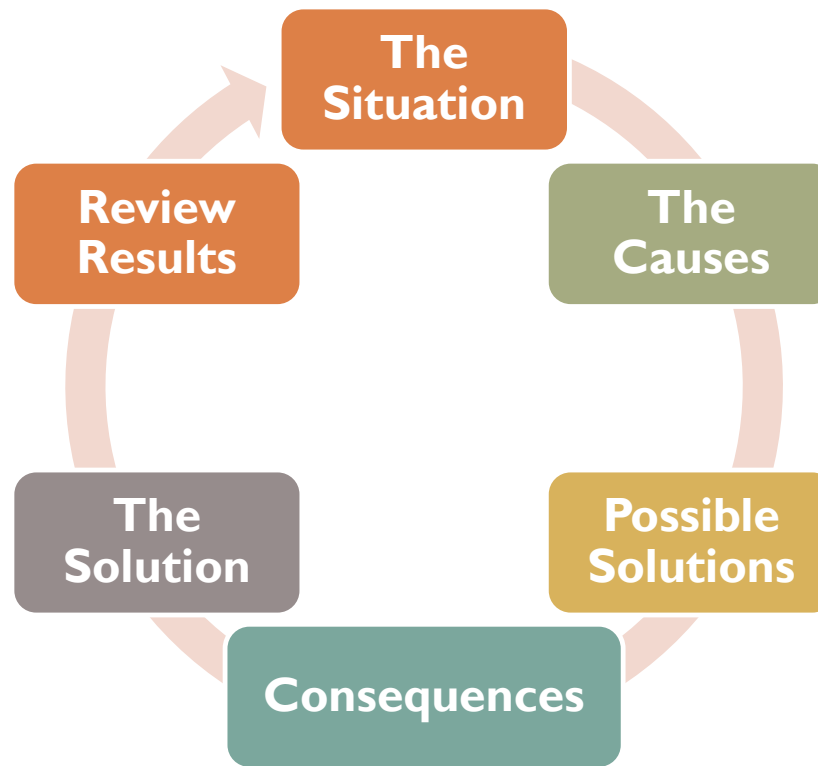 The
Situation
The
Causes
Possible
Solutions
Consequences
The
Solution
Review
Results